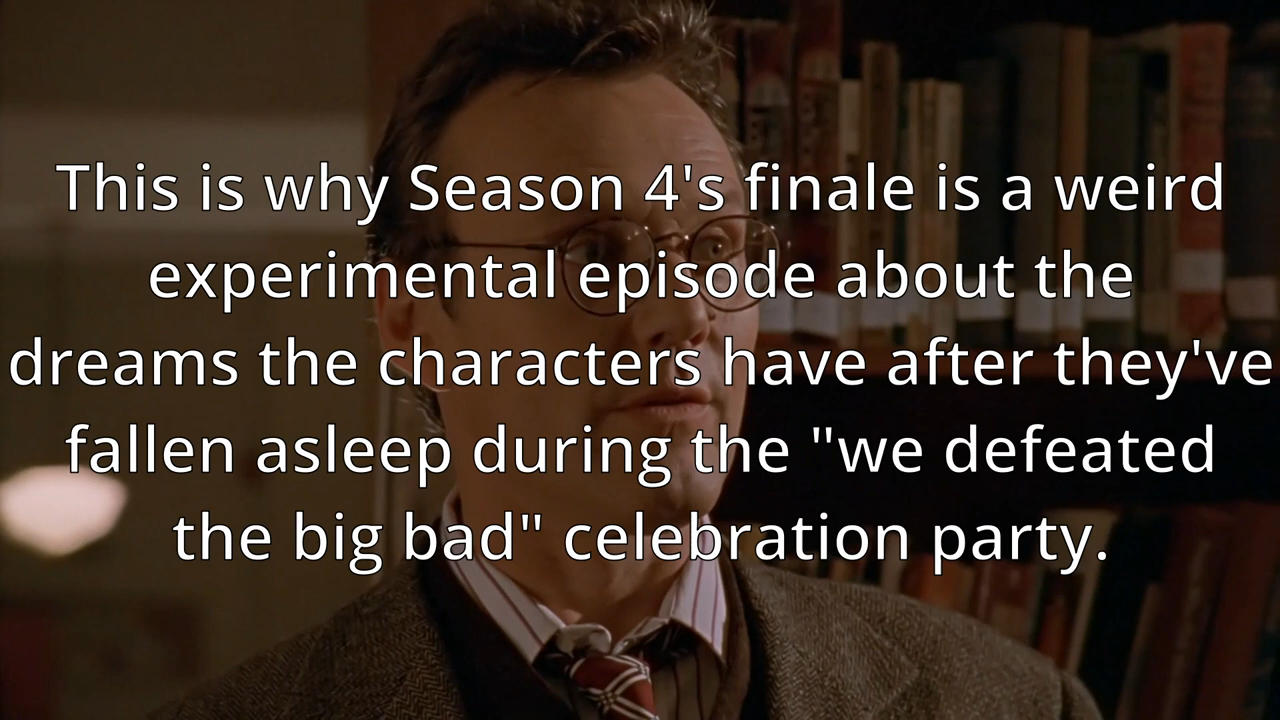 This is why Season 4's finale is a weird
experimental episode about the
dreams the characters have after they've
fallen asleep during the "we defeated
the big bad" celebration party.